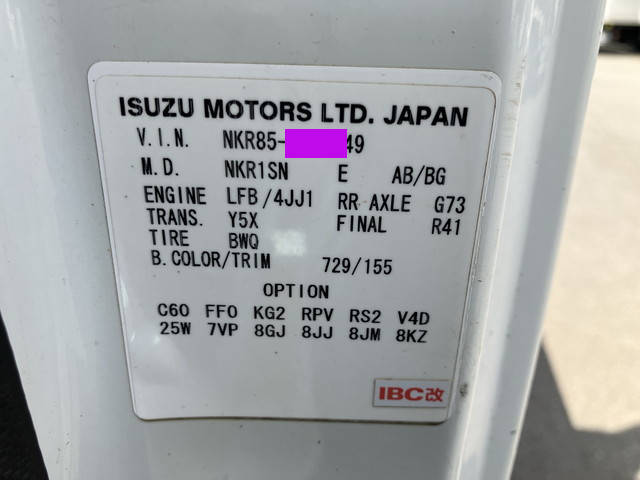 ISUZU MOTORS LTD. JAPAN
V.I.N. NKR85- 49
M.D. NKR1SN E AB/BG
ENGINE LFB/4JJ1 RR AXLE G73
TRANS. Y5X FINAL R41
TIRE BWQ
B.COLOR/TRIM 729/155
OPTION
C60 FF0 KG2 RPV RS2 V4D
25W 7VP 8GJ 8JJ 8JM 8KZ
IBC改